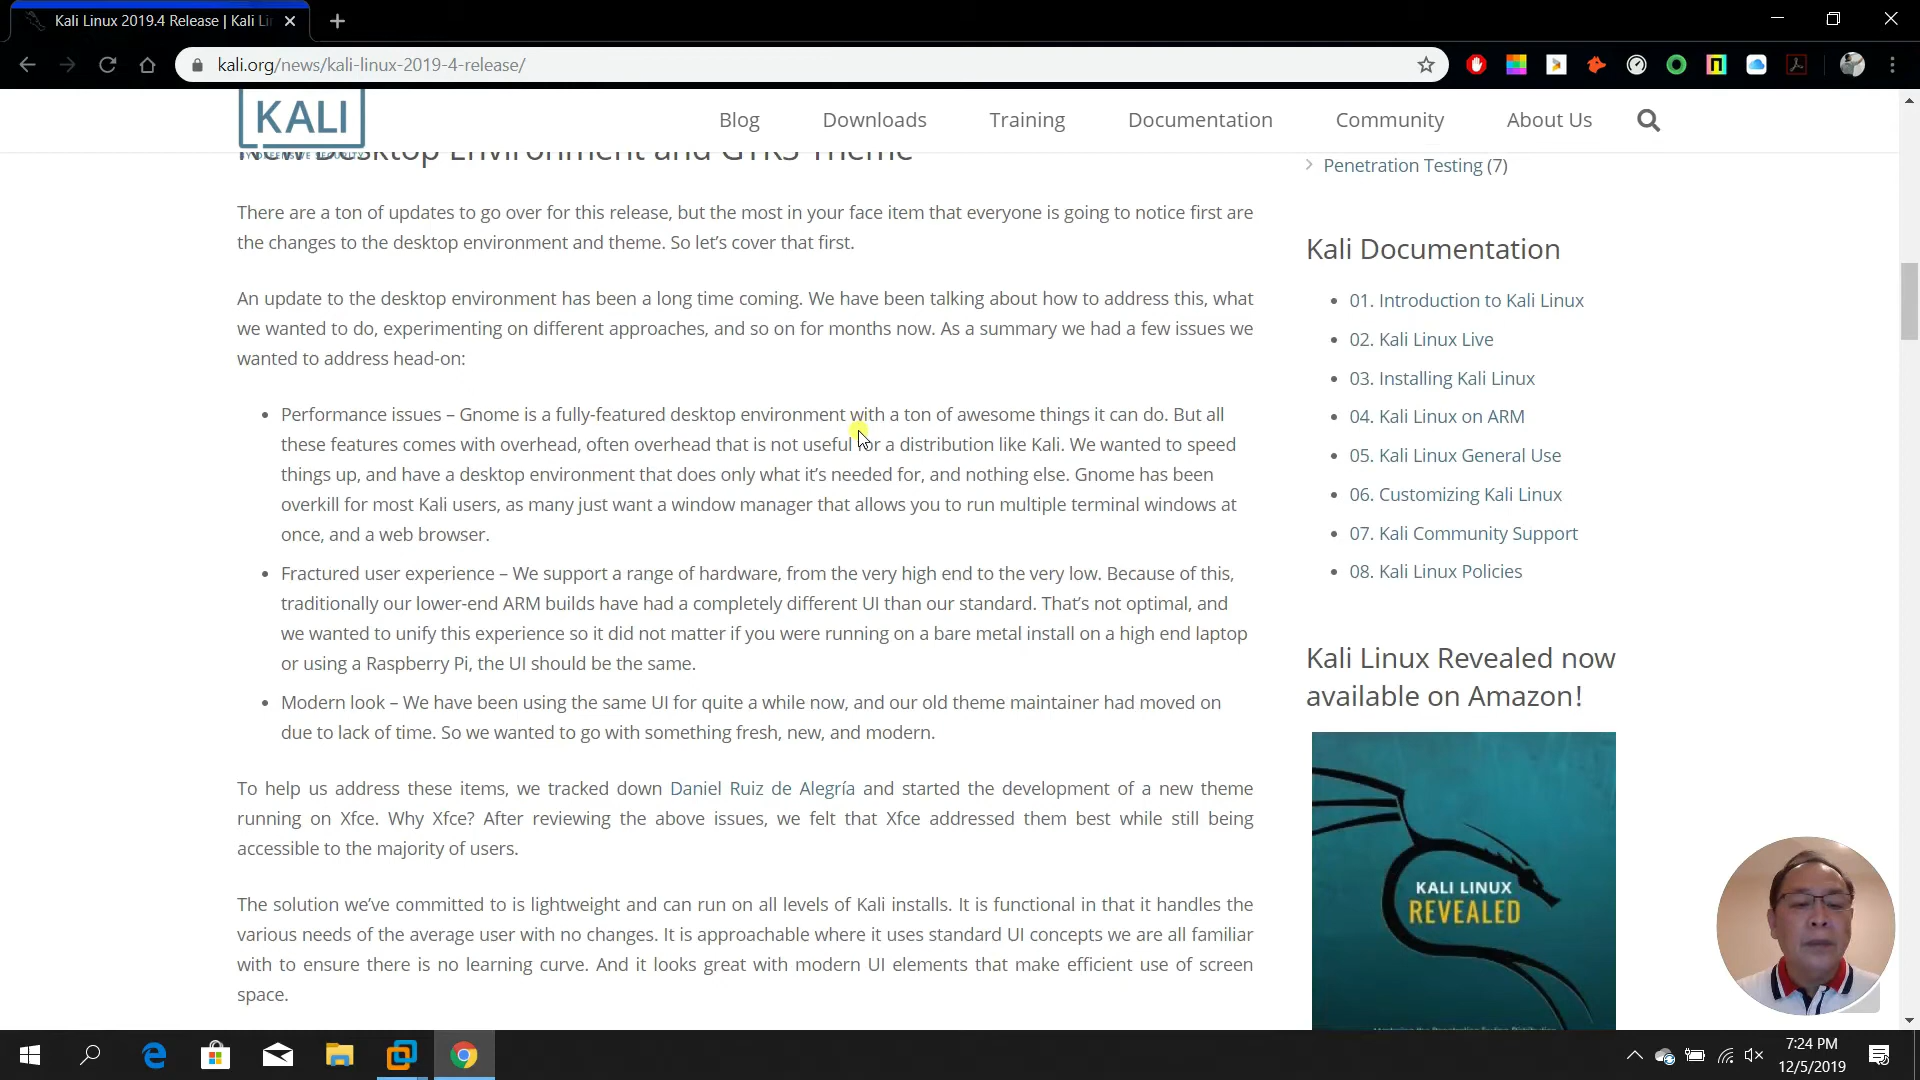 Kali Linux 2019.4 Release | Kali Li
kali.org/news/kali-linux-2019-4-release/
KALI
BY OFFENSIVE SECURITY
Blog
Downloads
Training
Documentation
Community
About Us
New Desktop Environment and GTK3 Theme
There are a ton of updates to go over for this release, but the most in your face item that everyone is going to notice first are
the changes to the desktop environment and theme. So let’s cover that first.
An update to the desktop environment has been a long time coming. We have been talking about how to address this, what
we wanted to do, experimenting on different approaches, and so on for months now. As a summary we had a few issues we
wanted to address head-on:
• Performance issues – Gnome is a fully-featured desktop environment with a ton of awesome things it can do. But all
these features comes with overhead, often overhead that is not useful for a distribution like Kali. We wanted to speed
things up, and have a desktop environment that does only what it’s needed for, and nothing else. Gnome has been
overkill for most Kali users, as many just want a window manager that allows you to run multiple terminal windows at
once, and a web browser.
• Fractured user experience – We support a range of hardware, from the very high end to the very low. Because of this,
traditionally our lower-end ARM builds have had a completely different UI than our standard. That’s not optimal, and
we wanted to unify this experience so it did not matter if you were running on a bare metal install on a high end laptop
or using a Raspberry Pi, the UI should be the same.
• Modern look – We have been using the same UI for quite a while now, and our old theme maintainer had moved on
due to lack of time. So we wanted to go with something fresh, new, and modern.
To help us address these items, we tracked down Daniel Ruiz de Alegría and started the development of a new theme
running on Xfce. Why Xfce? After reviewing the above issues, we felt that Xfce addressed them best while still being
accessible to the majority of users.
The solution we’ve committed to is lightweight and can run on all levels of Kali installs. It is functional in that it handles the
various needs of the average user with no changes. It is approachable where it uses standard UI concepts we are all familiar
with to ensure there is no learning curve. And it looks great with modern UI elements that make efficient use of screen
space.
Penetration Testing (7)
Kali Documentation
• 01. Introduction to Kali Linux
• 02. Kali Linux Live
• 03. Installing Kali Linux
• 04. Kali Linux on ARM
• 05. Kali Linux General Use
• 06. Customizing Kali Linux
• 07. Kali Community Support
• 08. Kali Linux Policies
Kali Linux Revealed now
available on Amazon!
KALI LINUX
REVEALED
7:24 PM
12/5/2019